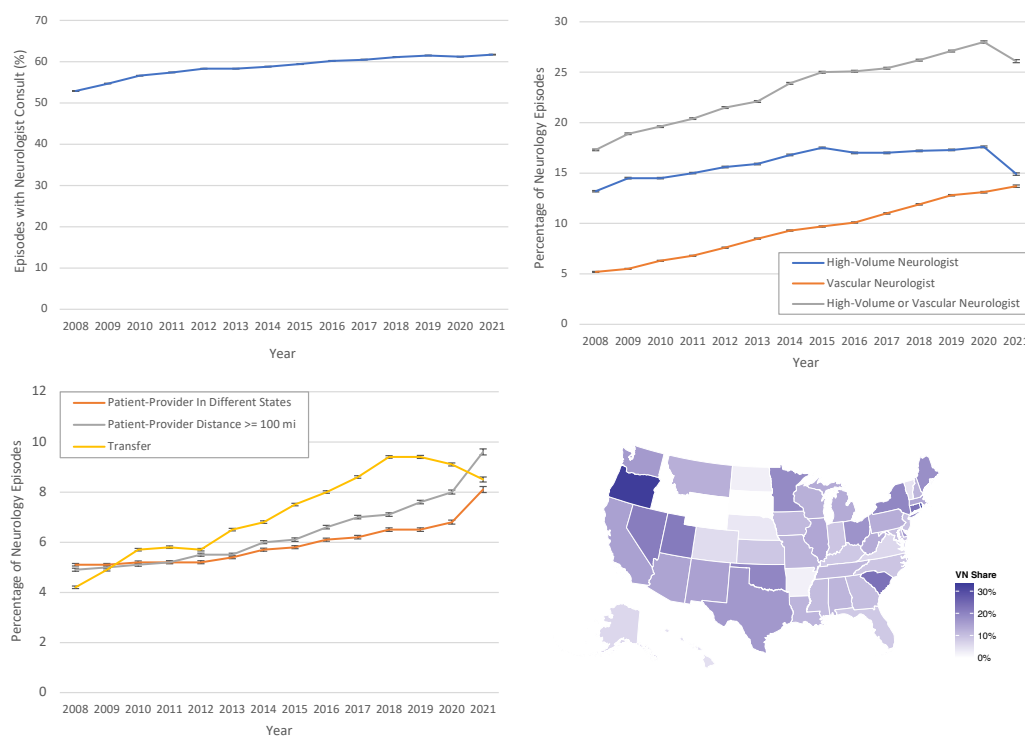 Episodes with Neurologist Consult (%)
70
60
50
40
30
20
10
0
2008 2009 2010 2011 2012 2013 2014 2015 2016 2017 2018 2019 2020 2021
Year
Percentage of Neurology Episodes
30
25
20
15
10
5
0
High-Volume Neurologist
Vascular Neurologist
High-Volume or Vascular Neurologist
2008 2009 2010 2011 2012 2013 2014 2015 2016 2017 2018 2019 2020 2021
Year
Percentage of Neurology Episodes
12
10
8
6
4
2
0
Patient-Provider In Different States
Patient-Provider Distance >= 100 mi
Transfer
2008 2009 2010 2011 2012 2013 2014 2015 2016 2017 2018 2019 2020 2021
Year
VN Share
30%
20%
10%
0%